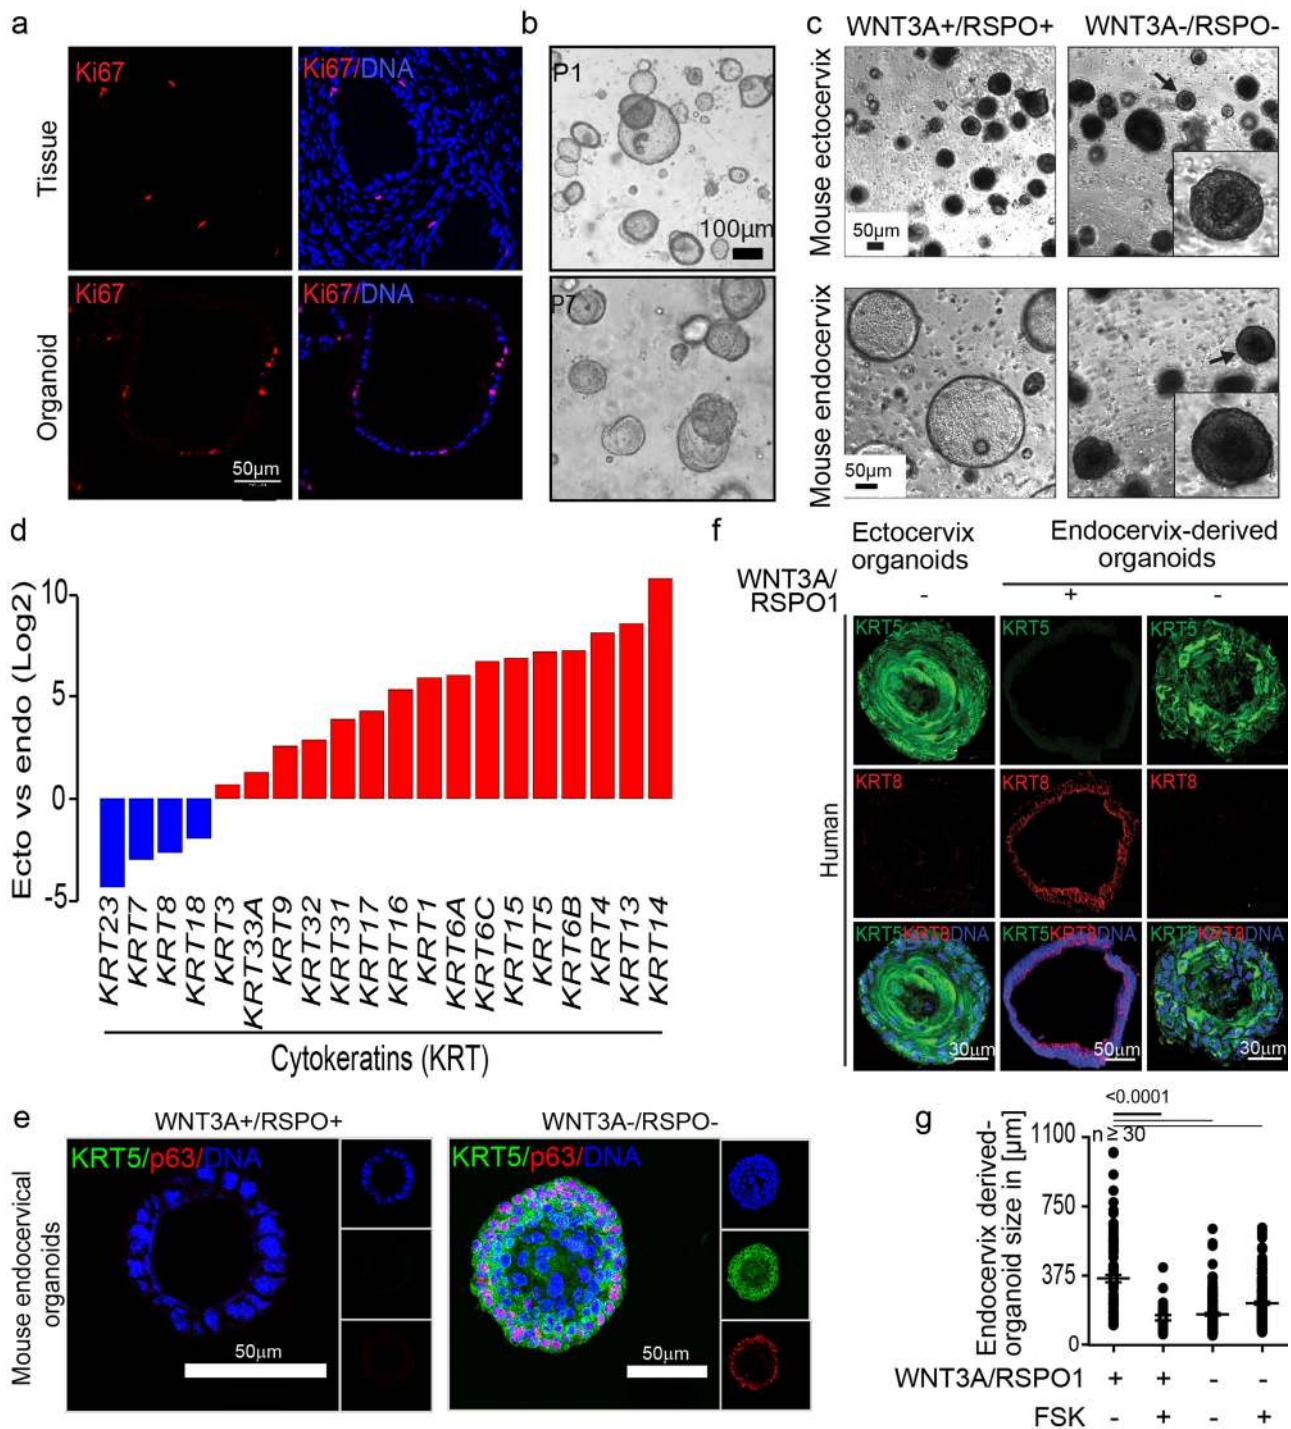 a
Ki67
Ki67/DNA
Tissue
Ki67
Ki67/DNA
Organoid
50µm
b
P1
100µm
P7
c
WNT3A+/RSPO+
WNT3A-/RSPO-
Mouse ectocervix
50µm
Mouse endocervix
50µm
d
Ecto vs endo (Log2)
10
5
0
-5
KRT23
KRT7
KRT8
KRT18
KRT3
KRT33A
KRT9
KRT32
KRT31
KRT17
KRT16
KRT1
KRT6A
KRT6C
KRT15
KRT5
KRT6B
KRT4
KRT13
KRT14
Cytokeratins (KRT)
e
WNT3A+/RSPO+
WNT3A-/RSPO-
Mouse endocervical
organoids
KRT5/p63/DNA
50µm
KRT5/p63/DNA
50µm
f
Ectocervix
organoids
Endocervix-derived
organoids
WNT3A/
RSPO1
-
+
-
Human
KRT5
KRT5
KRT5
KRT8
KRT8
KRT8
KRT5KRT8DNA
KRT5KRT8DNA
KRT5KRT8DNA
30µm
50µm
30µm
g
Endocervix derived-
organoid size in [µm]
<0.0001
n≥30
1100
750
375
0
WNT3A/RSPO1 + + - -
FSK - + - +